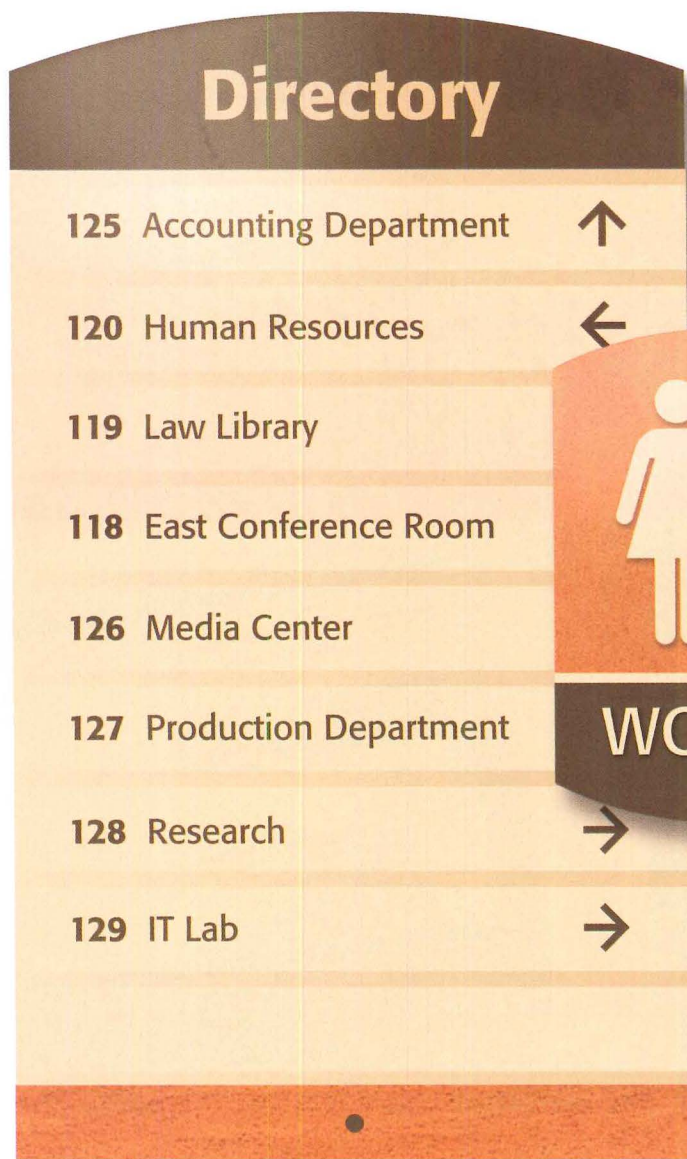 Directory
125 Accounting Department ↑
120 Human Resources ←
119 Law Library
118 East Conference Room
126 Media Center
127 Production Department
128 Research →
129 IT Lab →